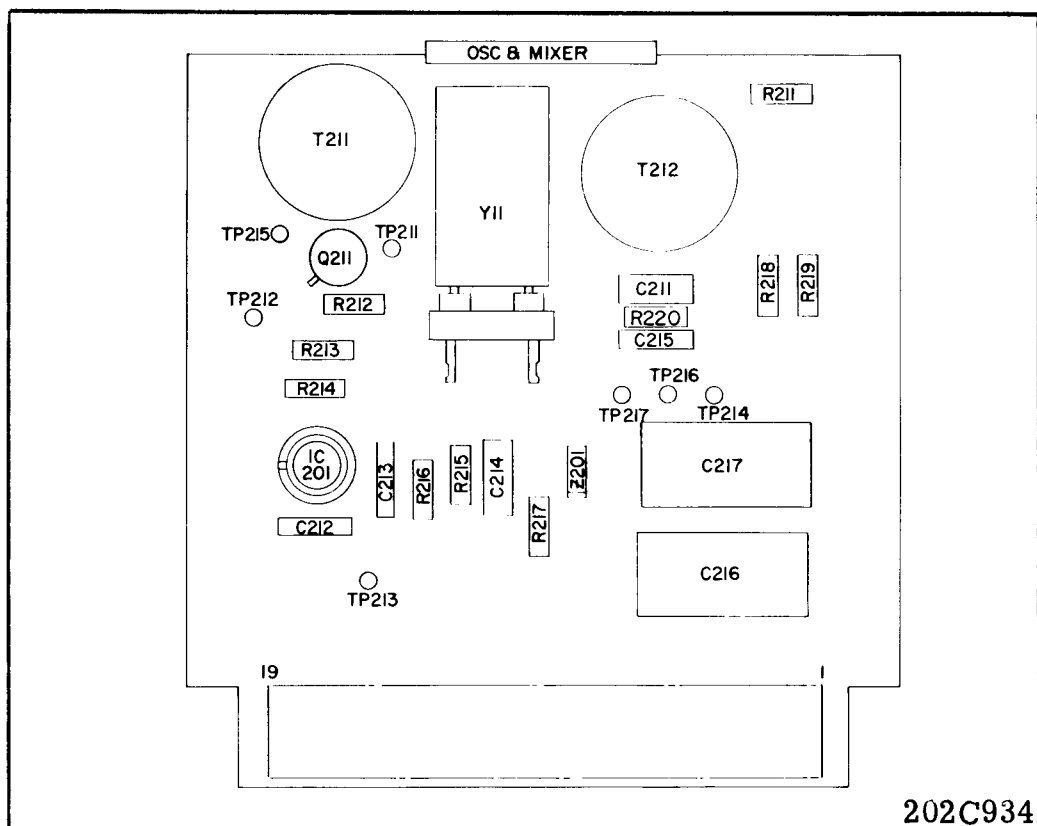 OSC & MIXER
R211
T211
T212
Y11
TP215
TP211
Q211
R218
R219
C211
TP212
R212
R220
C215
R213
TP216
R214
TP217
TP214
IC
201
C213
R216
R215
C214
Z201
C217
R217
C212
C216
TP213
19
1
202C934